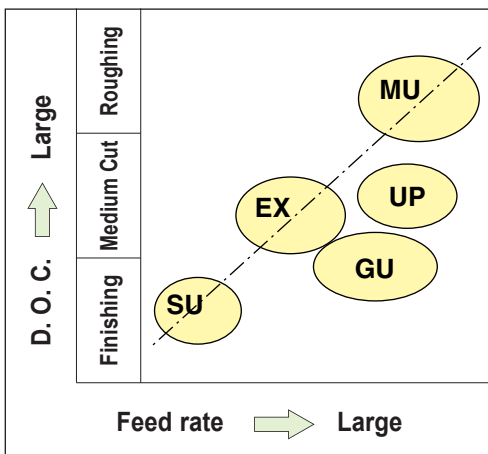 Roughing
MU
Large
Medium Cut
UP
EX
GU
D. O. C.
Finishing
SU
Feed rate
Large